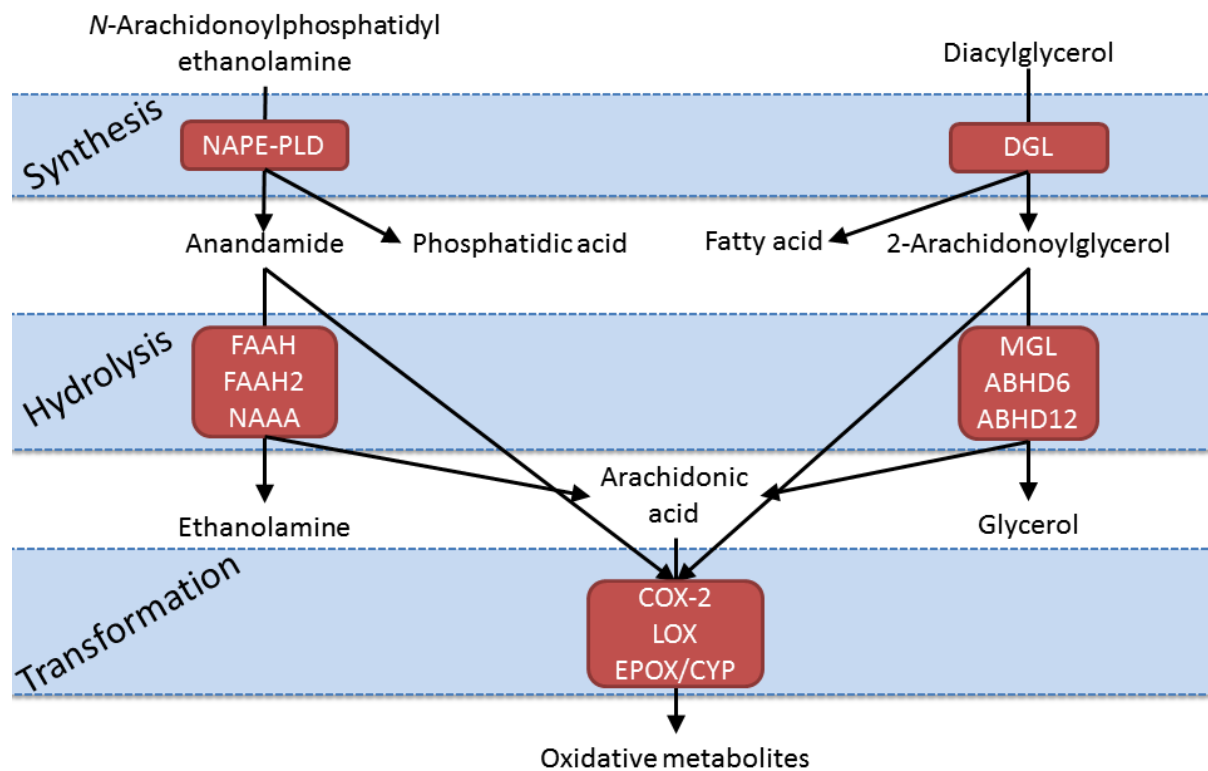 N-Arachidonoylphosphatidyl
ethanolamine
Diacylglycerol
Synthesis
NAPE-PLD
DGL
Anandamide
Phosphatidic acid
Fatty acid
2-Arachidonoylglycerol
Hydrolysis
FAAH
FAAH2
NAAA
MGL
ABHD6
ABHD12
Arachidonic
acid
Ethanolamine
Glycerol
Transformation
COX-2
LOX
EPOX/CYP
Oxidative metabolites